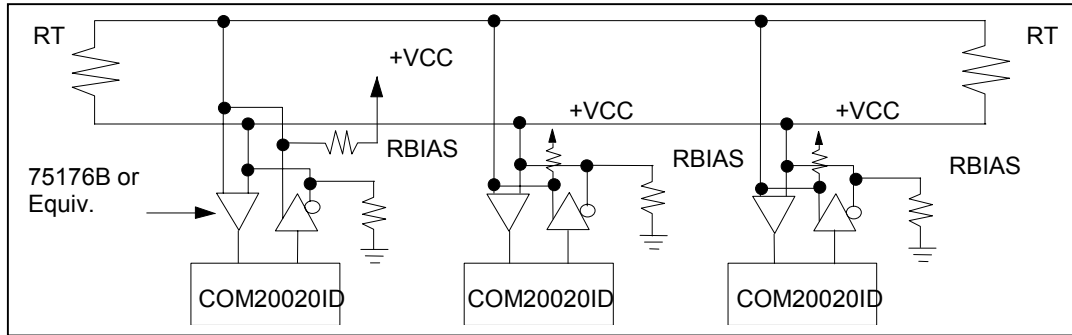 RT
RT
+VCC
+VCC
+VCC
RBIAS
RBIAS
RBIAS
75176B or
Equiv.
COM20020ID
COM20020ID
COM20020ID